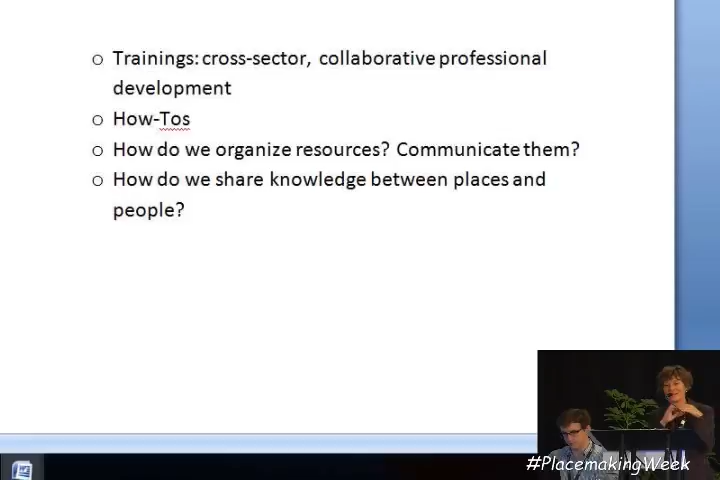 Trainings: cross-sector, collaborative professional
development
How-Tos
How do we organize resources? Communicate them?
How do we share knowledge between places and
people?
#PlacemakingWeek